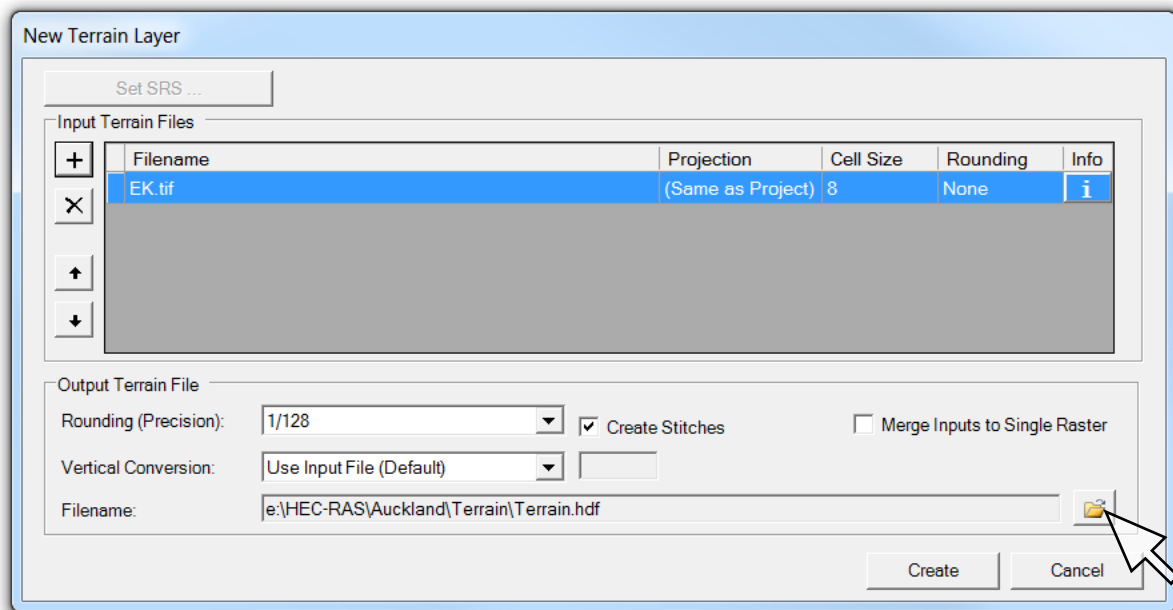 New Terrain Layer
Set SRS ...
Input Terrain Files
+ Filename Projection Cell Size Rounding Info
EK.tif (Same as Project) 8 None i
Output Terrain File
Rounding (Precision): 1/128 Create Stitches Merge Inputs to Single Raster
Vertical Conversion: Use Input File (Default)
Filename: e:\HEC-RAS\Auckland\Terrain\Terrain.hdf
Create Cancel